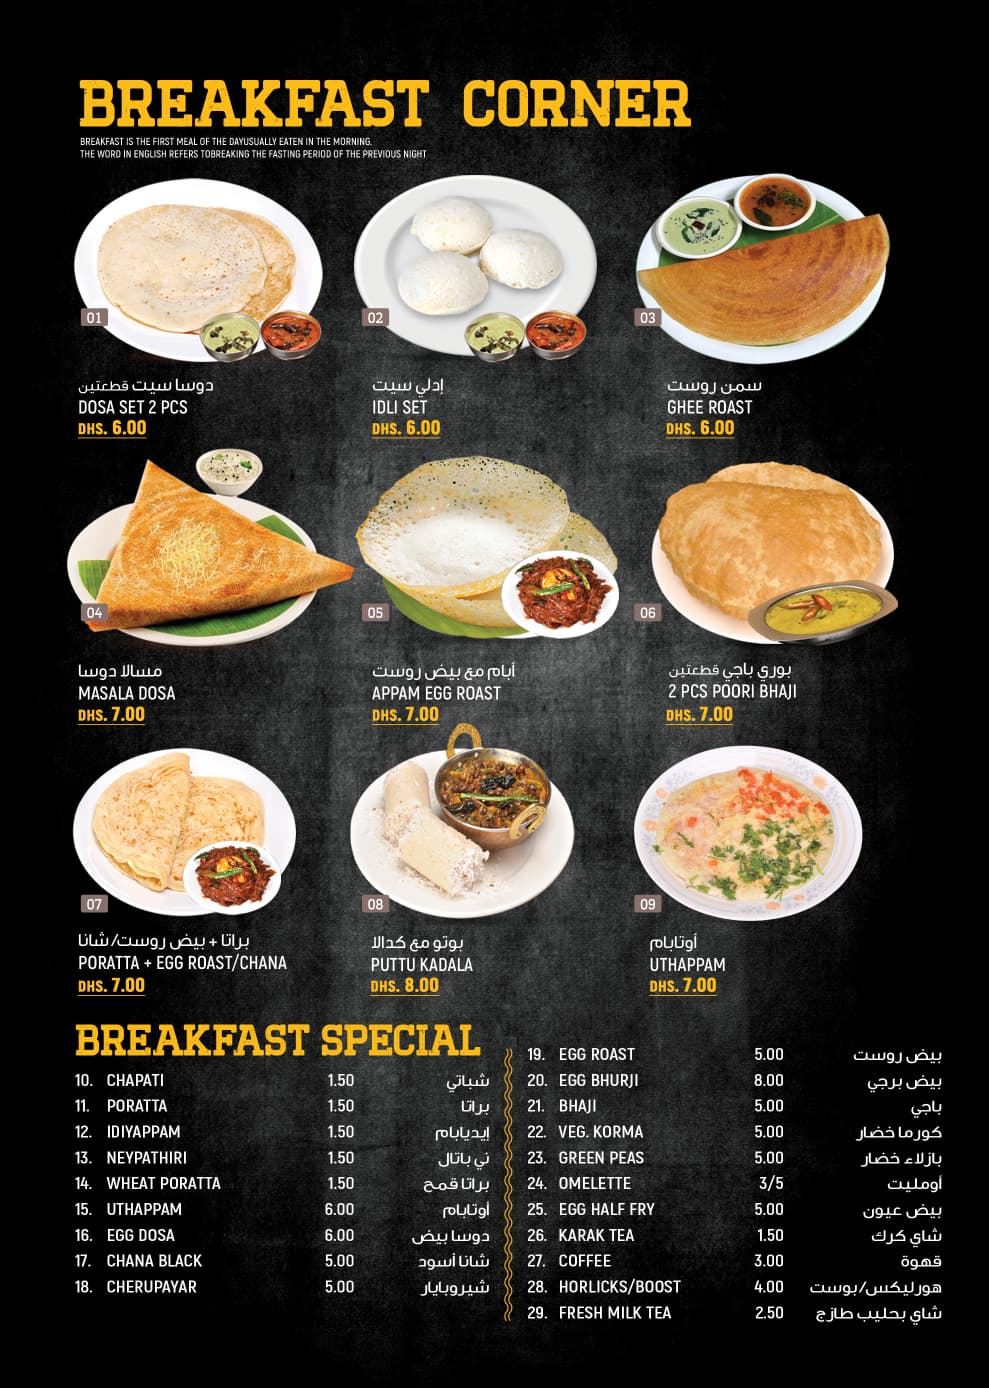 BREAKFAST CORNER
BREAKFAST IS THE FIRST MEAL OF THE DAYUSUALLY EATEN IN THE MORNING.
THE WORD IN ENGLISH REFERS TOBREAKING THE FASTING PERIOD OF THE PREVIOUS NIGHT
01
دوسا سيت قطعتين
DOSA SET 2 PCS
DHS. 6.00
02
إدلي سيت
IDLI SET
DHS. 6.00
03
سمن روست
GHEE ROAST
DHS. 6.00
04
مسالا دوسا
MASALA DOSA
DHS. 7.00
05
أبام مع بيض روست
APPAM EGG ROAST
DHS. 7.00
06
بوري باجي قطعتين
2 PCS POORI BHAJI
DHS. 7.00
07
براتا + بيض روست/شانا
PORATTA + EGG ROAST/CHANA
DHS. 7.00
08
بوتو مع كدالا
PUTTU KADALA
DHS. 8.00
09
أوتابام
UTHAPPAM
DHS. 7.00
BREAKFAST SPECIAL
10. CHAPATI 1.50 شباتي
11. PORATTA 1.50 براتا
12. IDIYAPPAM 1.50 إيديابام
13. NEYPATHIRI 1.50 ني باتال
14. WHEAT PORATTA 1.50 براتا قمح
15. UTHAPPAM 6.00 أوتابام
16. EGG DOSA 6.00 دوسا بيض
17. CHANA BLACK 5.00 شانا أسود
18. CHERUPAYAR 5.00 شيروبايار
19. EGG ROAST 5.00 بيض روست
20. EGG BHURJI 8.00 بيض برجي
21. BHAJI 5.00 باجي
22. VEG. KORMA 5.00 كورما خضار
23. GREEN PEAS 5.00 بازلاء خضار
24. OMELETTE 3/5 أومليت
25. EGG HALF FRY 5.00 بيض عيون
26. KARAK TEA 1.50 شاي كرك
27. COFFEE 3.00 قهوة
28. HORLICKS/BOOST 4.00 هورليكس/بوست
29. FRESH MILK TEA 2.50 شاي بحليب طازج